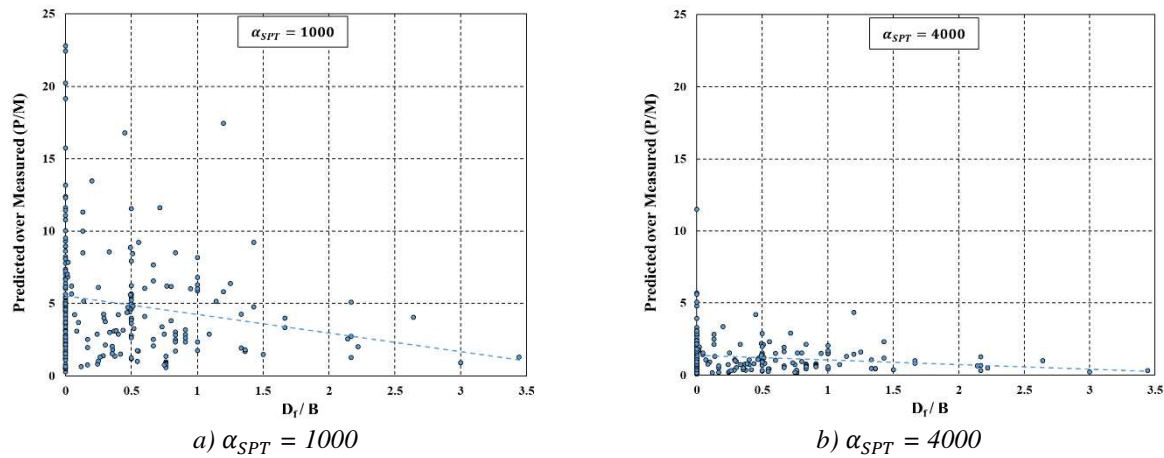 25
20
15
10
5
0
Predicted over Measured (P/M)
α_SPT = 1000
0 0.5 1 1.5 2 2.5 3 3.5
D_f / B
a) α_SPT = 1000
25
20
15
10
5
0
Predicted over Measured (P/M)
α_SPT = 4000
0 0.5 1 1.5 2 2.5 3 3.5
D_f / B
b) α_SPT = 4000